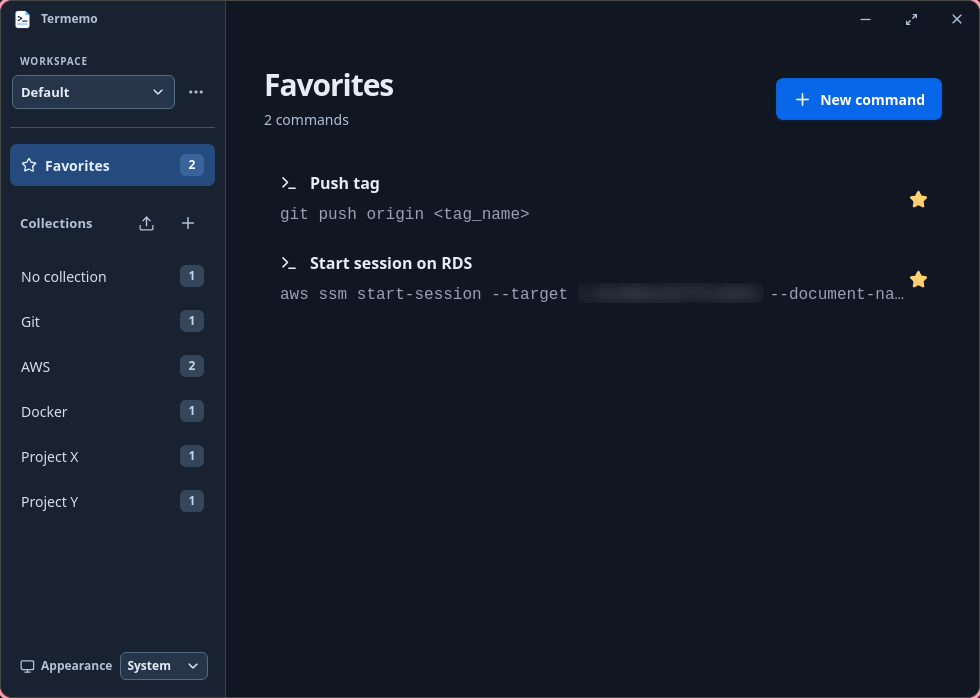 Termemo
WORKSPACE
Default
Favorites 2
Collections
No collection 1
Git 1
AWS 2
Docker 1
Project X 1
Project Y 1
Appearance System
Favorites
2 commands
New command
Push tag
git push origin <tag_name>
Start session on RDS
aws ssm start-session --target --document-na…